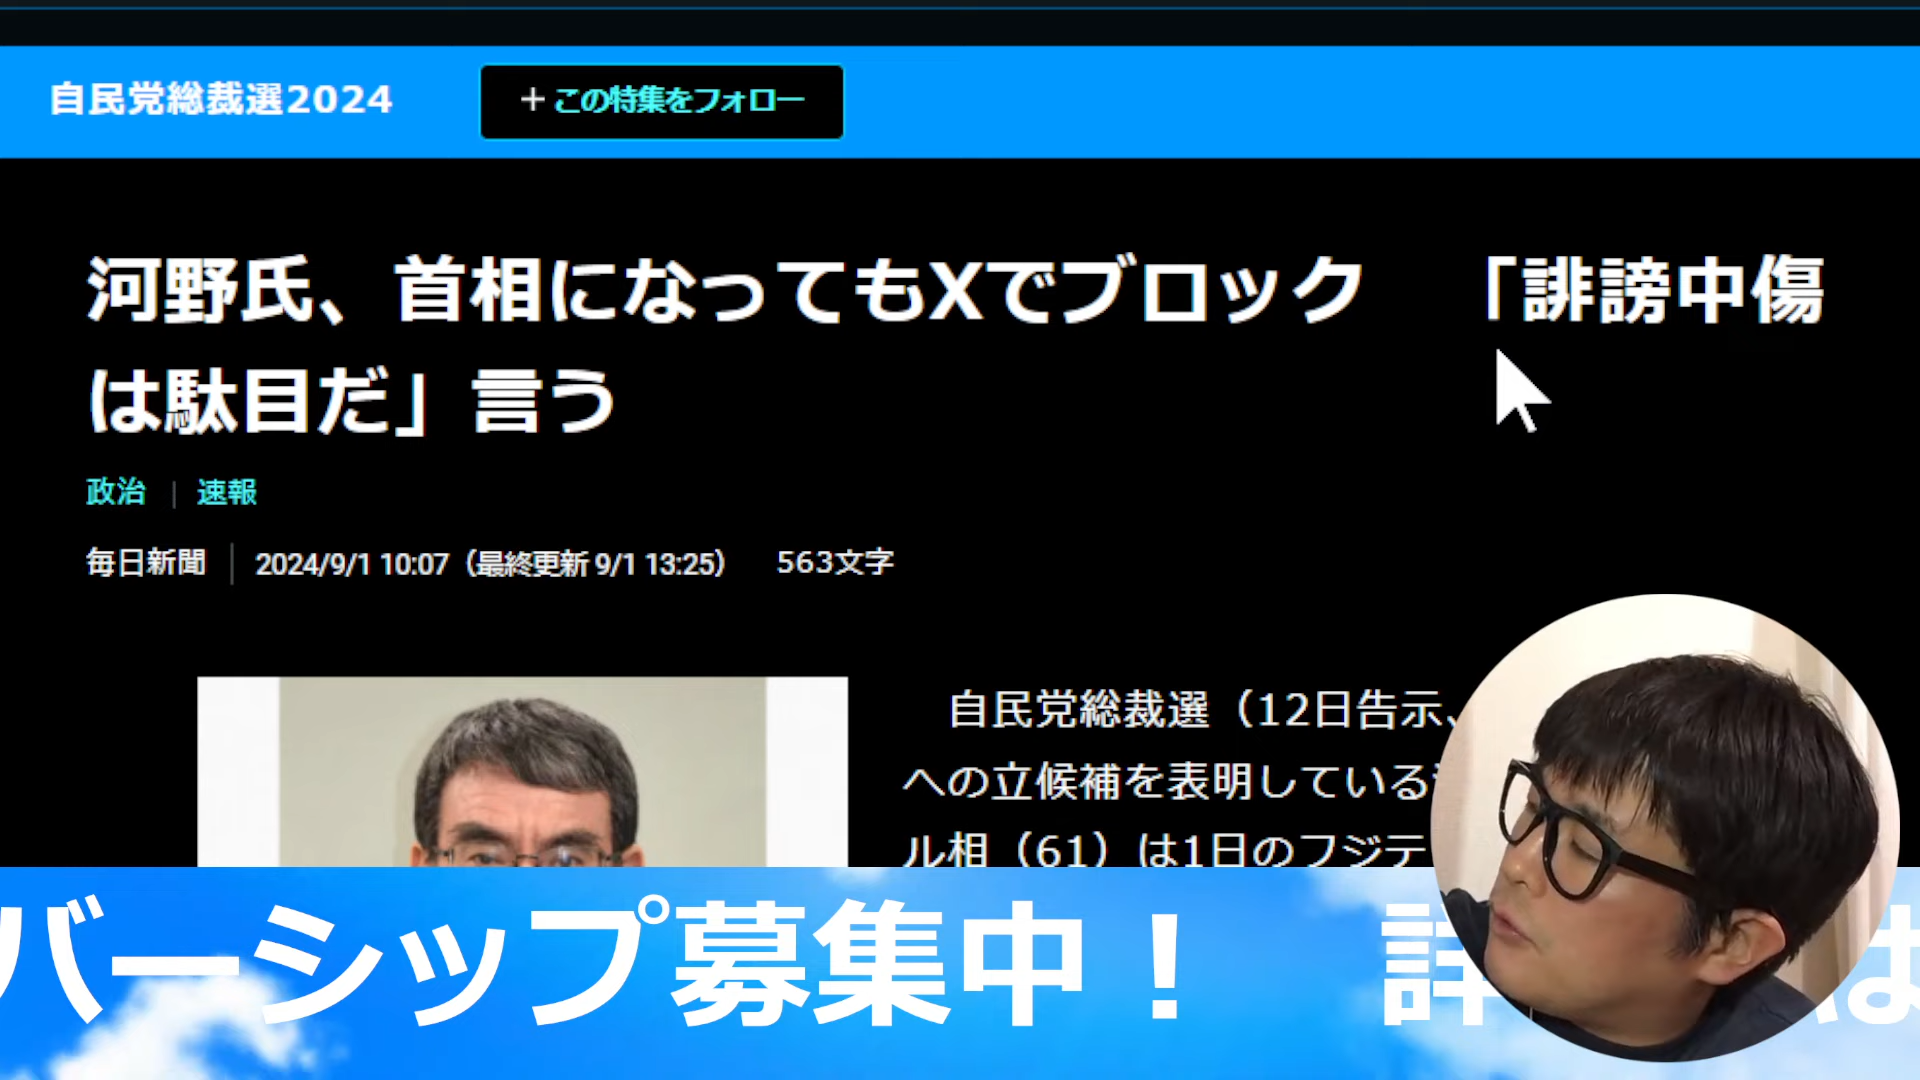 自民党総裁選2024
＋この特集をフォロー
河野氏、首相になってもXでブロック　「誹謗中傷
は駄目だ」言う
政治 | 速報
毎日新聞 | 2024/9/1 10:07（最終更新 9/1 13:25） 563文字
自民党総裁選（12日告示、
への立候補を表明している
ル相（61）は1日のフジテ
バーシップ募集中！　詳 は